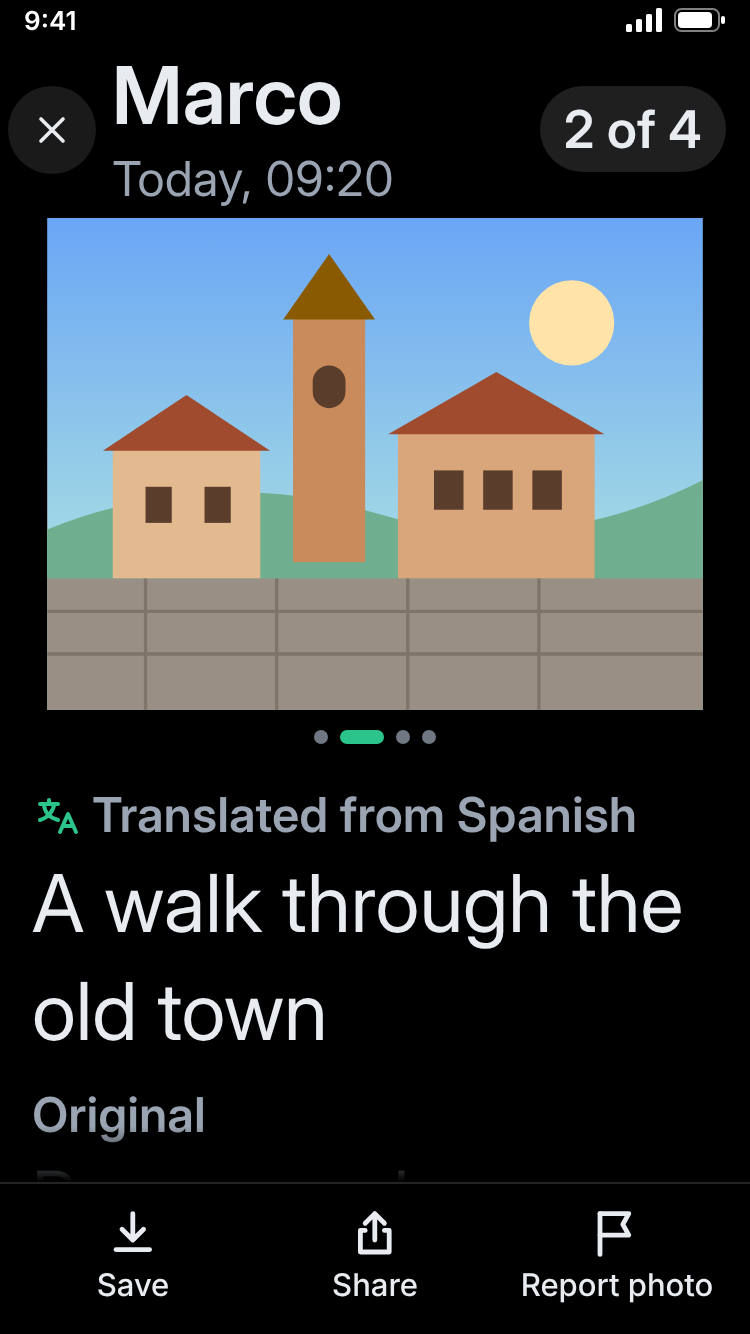 9:41
Marco
2 of 4
Today, 09:20
Translated from Spanish
A walk through the
old town
Original
Save
Share
Report photo